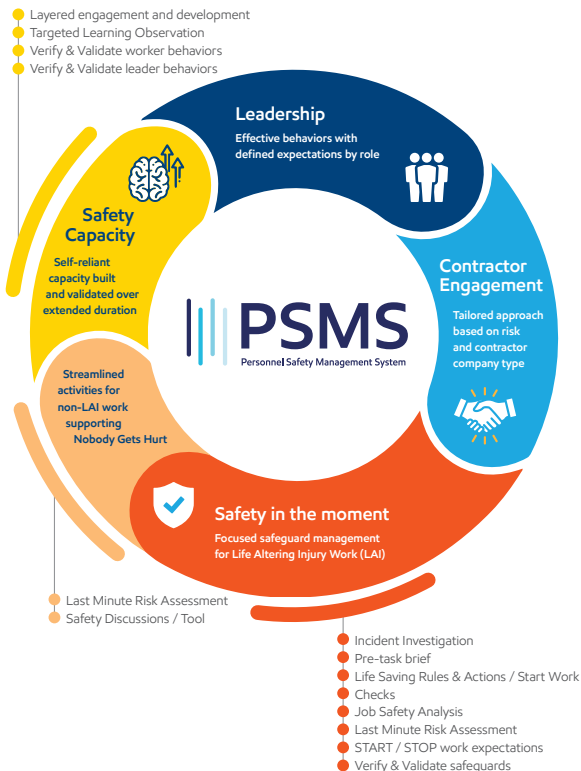 Layered engagement and development
Targeted Learning Observation
Verify & Validate worker behaviors
Verify & Validate leader behaviors
Leadership
Effective behaviors with
defined expectations by role
Safety
Capacity
Self-reliant
capacity built
and validated over
extended duration
Contractor
Engagement
Tailored approach
based on risk
and contractor
company type
PSMS
Personnel Safety Management System
Streamlined
activities for
non-LAI work
supporting
Nobody Gets Hurt
Safety in the moment
Focused safeguard management
for Life Altering Injury Work (LAI)
Last Minute Risk Assessment
Safety Discussions / Tool
Incident Investigation
Pre-task brief
Life Saving Rules & Actions / Start Work
Checks
Job Safety Analysis
Last Minute Risk Assessment
START / STOP work expectations
Verify & Validate safeguards